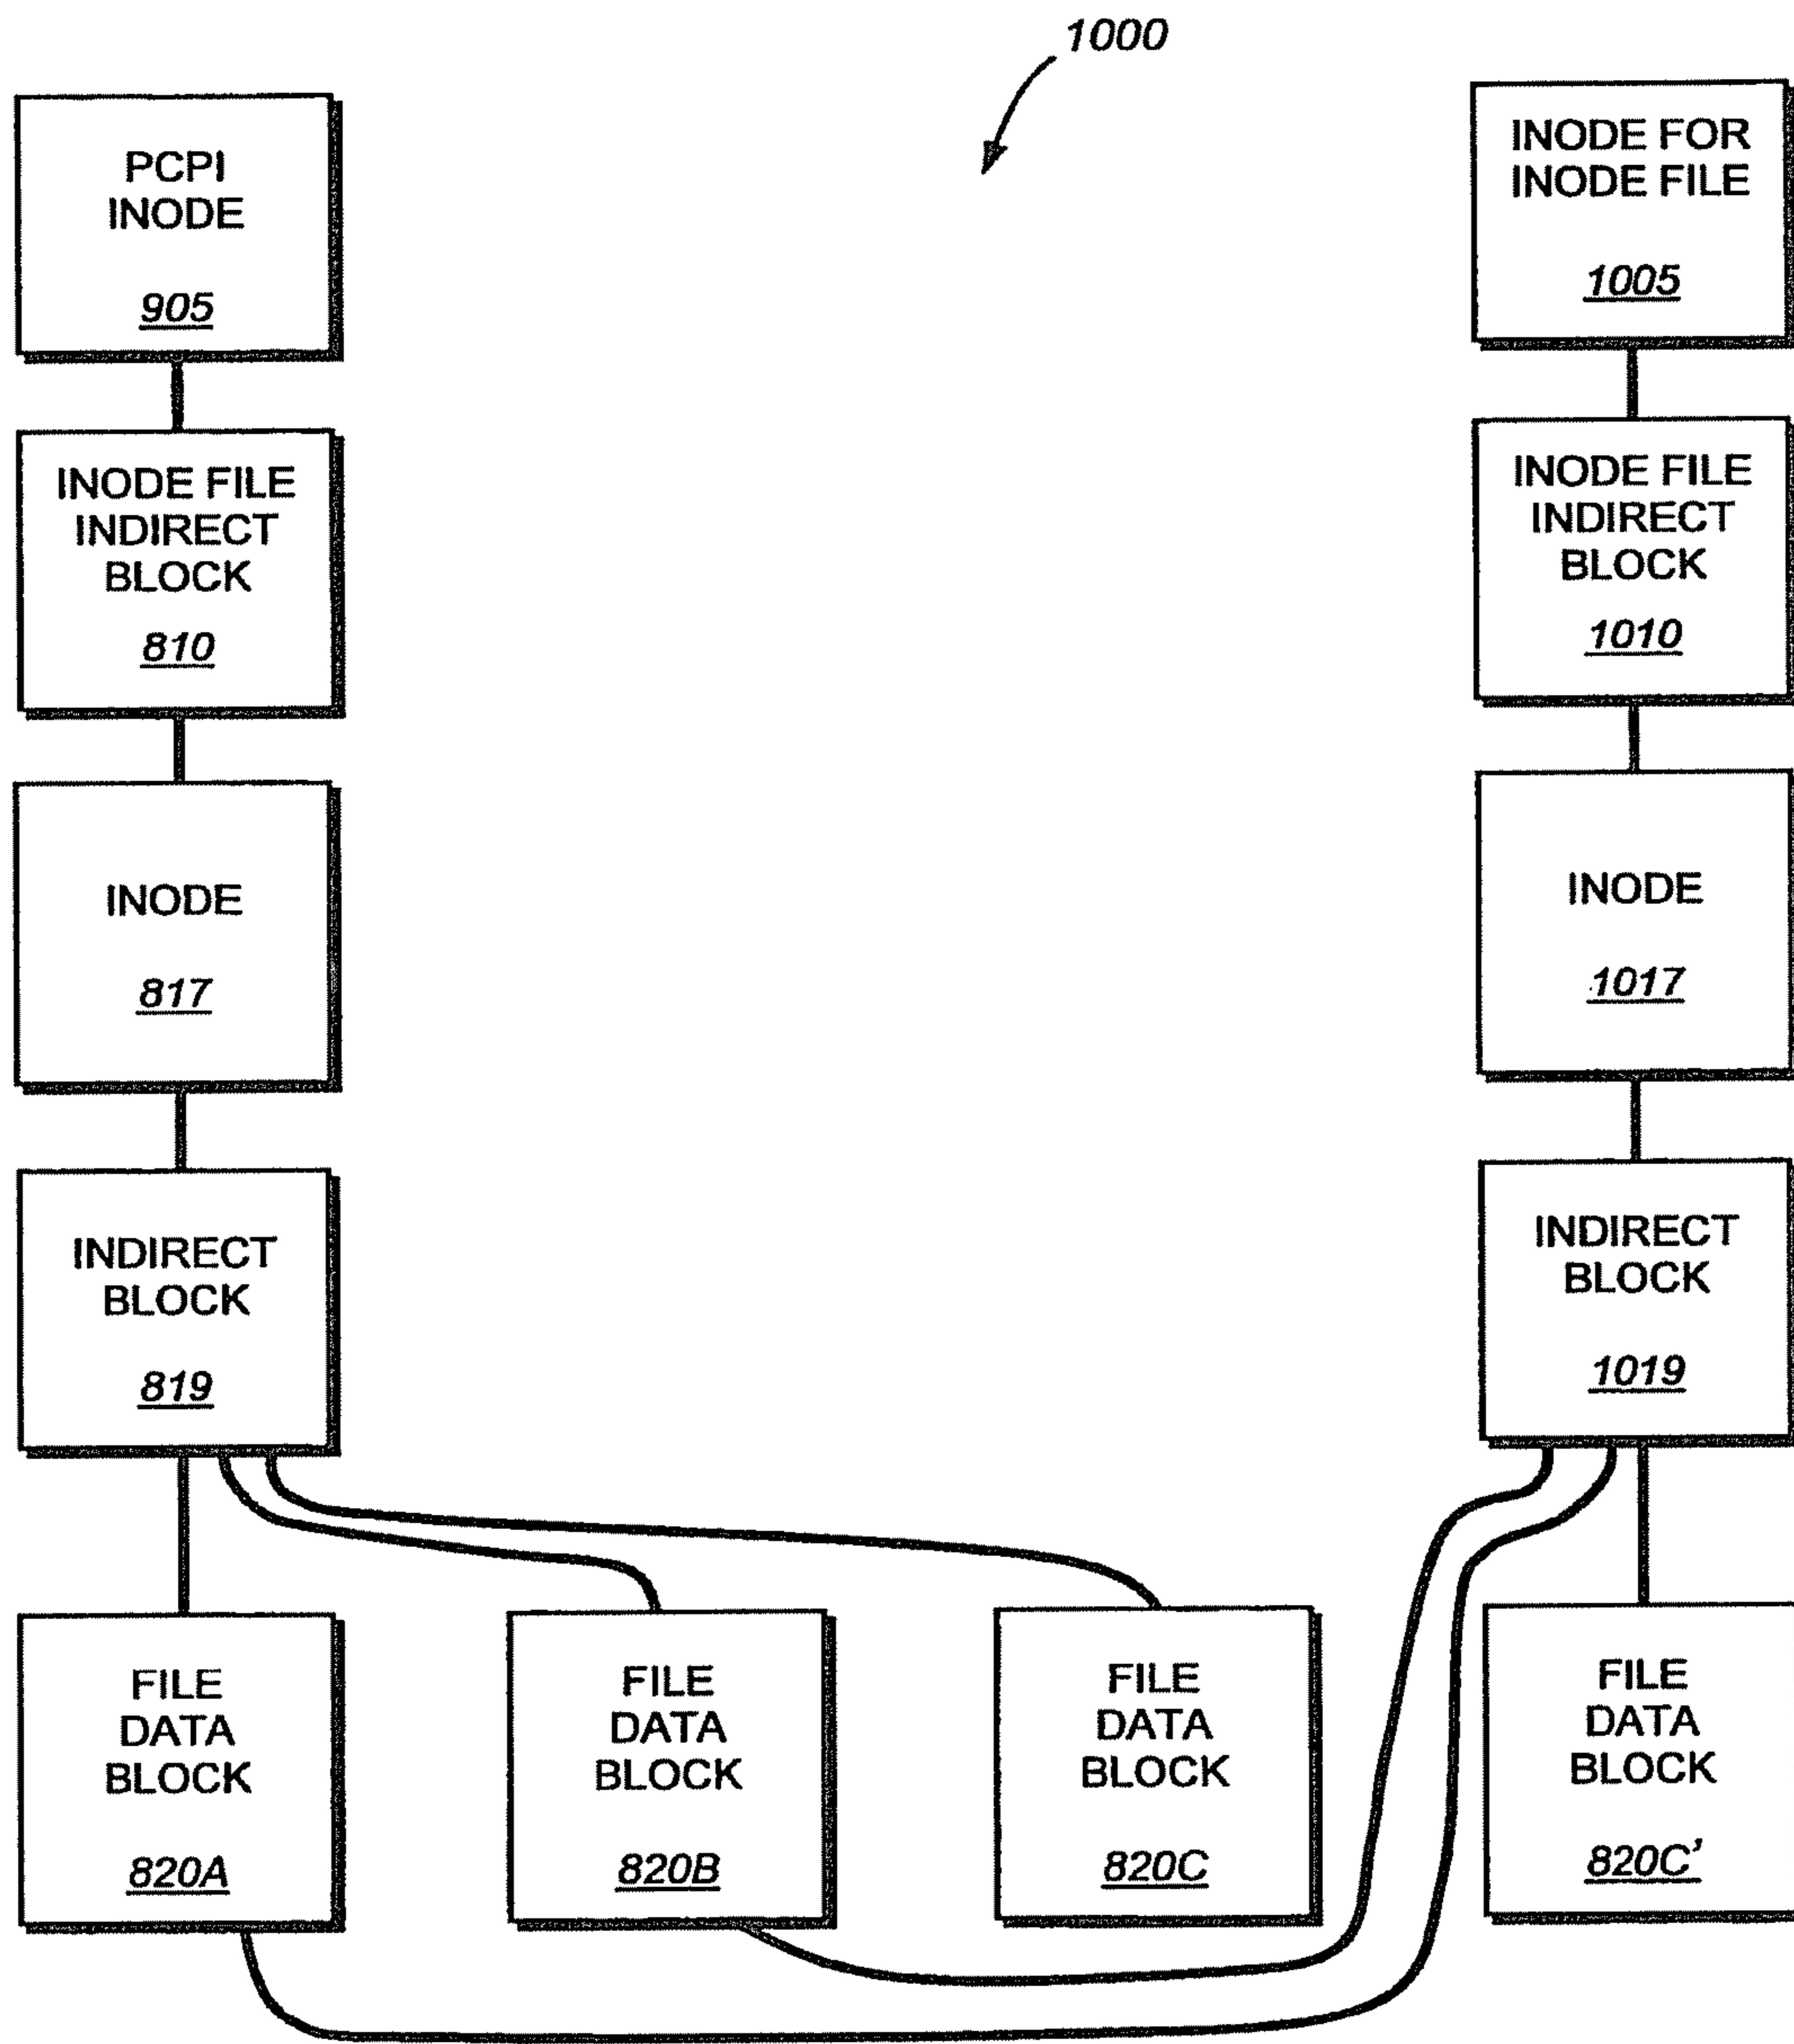 1000
PCPI
INODE
905
INODE FOR
INODE FILE
1005
INODE FILE
INDIRECT
BLOCK
810
INODE FILE
INDIRECT
BLOCK
1010
INODE
817
INODE
1017
INDIRECT
BLOCK
819
INDIRECT
BLOCK
1019
FILE
DATA
BLOCK
820A
FILE
DATA
BLOCK
820B
FILE
DATA
BLOCK
820C
FILE
DATA
BLOCK
820C'